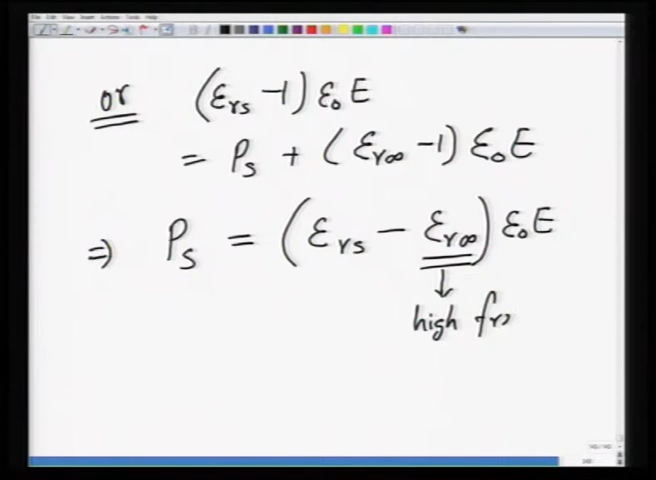 or (εrs −1) ε₀ E
= Ps + (εr∞ −1) ε₀ E
⇒ Ps = (εrs − εr∞) ε₀ E
↓
high fr